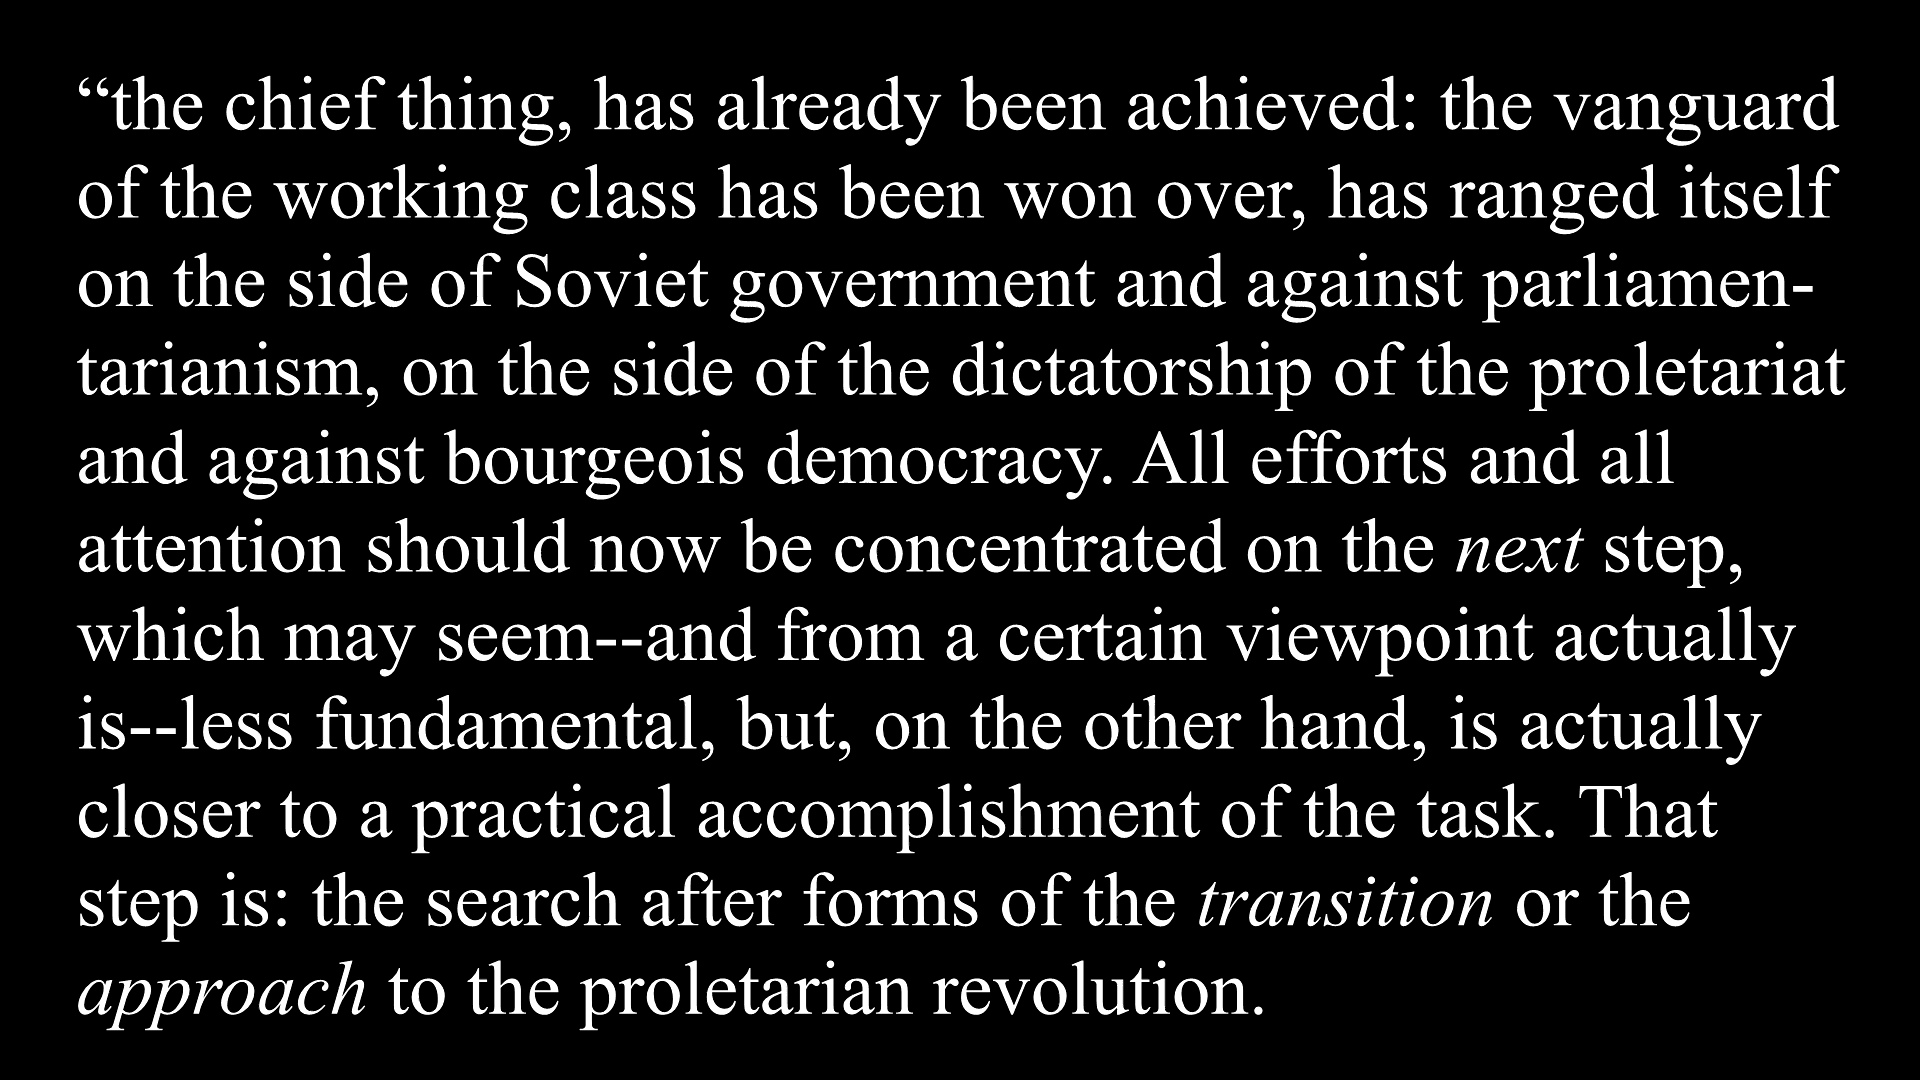 “the chief thing, has already been achieved: the vanguard
of the working class has been won over, has ranged itself
on the side of Soviet government and against parliamen-
tarianism, on the side of the dictatorship of the proletariat
and against bourgeois democracy. All efforts and all
attention should now be concentrated on the next step,
which may seem--and from a certain viewpoint actually
is--less fundamental, but, on the other hand, is actually
closer to a practical accomplishment of the task. That
step is: the search after forms of the transition or the
approach to the proletarian revolution.